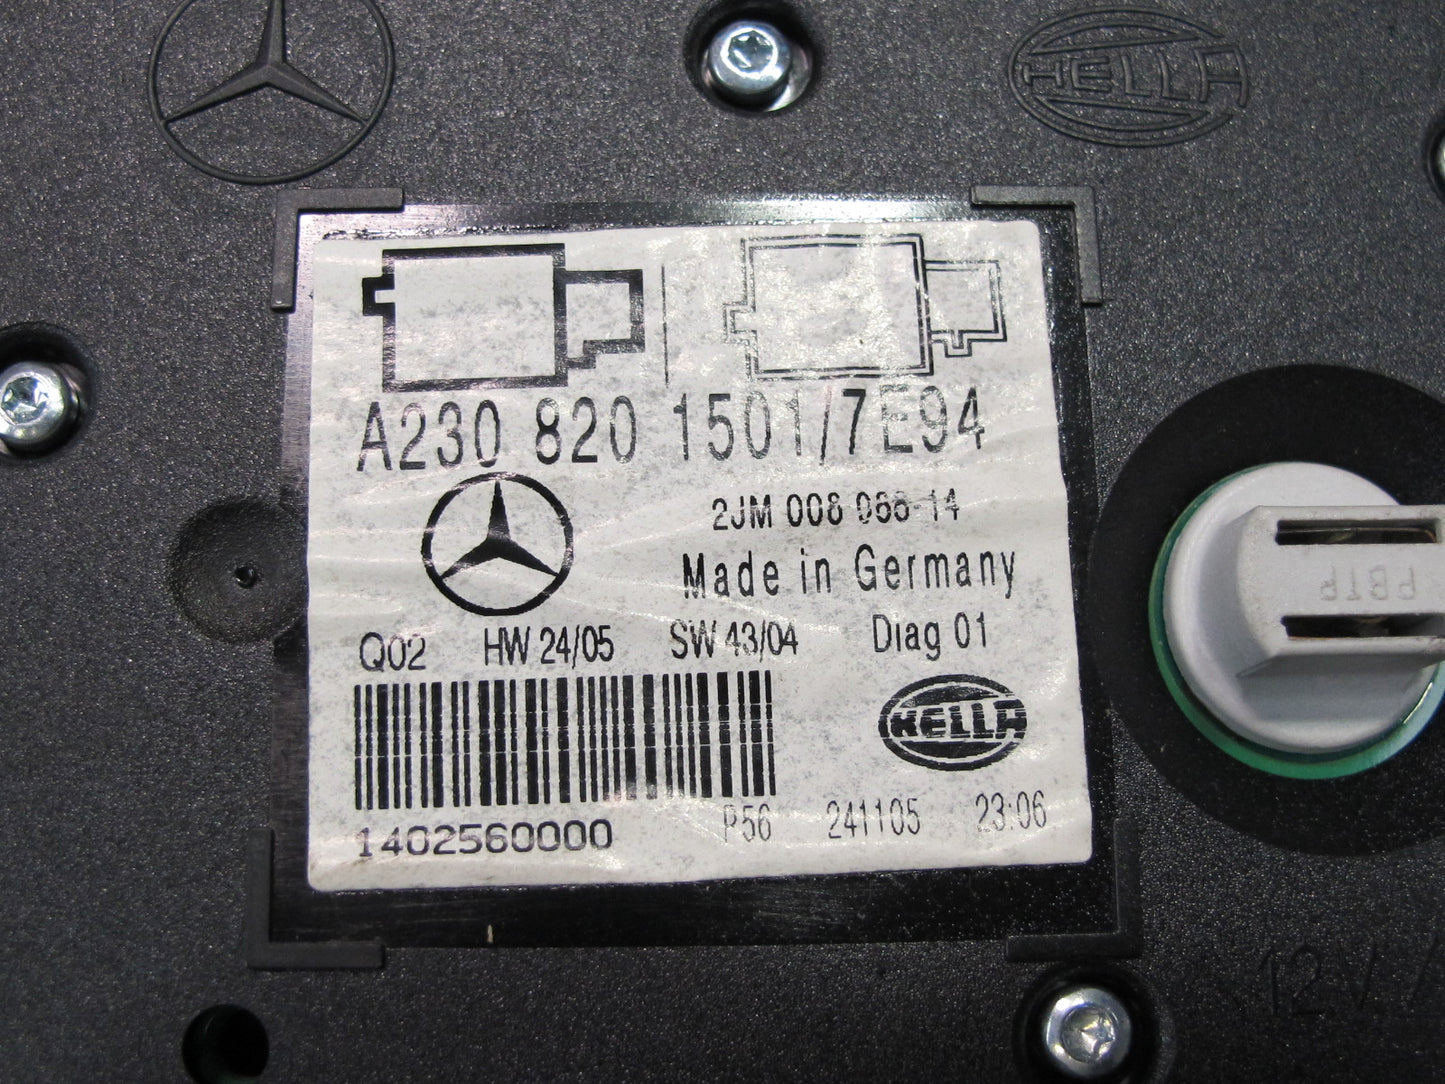 HELLA
A230 820 1501/7E94
2JM 008 066-14
Made in Germany
Q02 HW 24/05 SW 43/04 Diag 01
HELLA
1402560000 P56 241105 23:06
PBTP
12